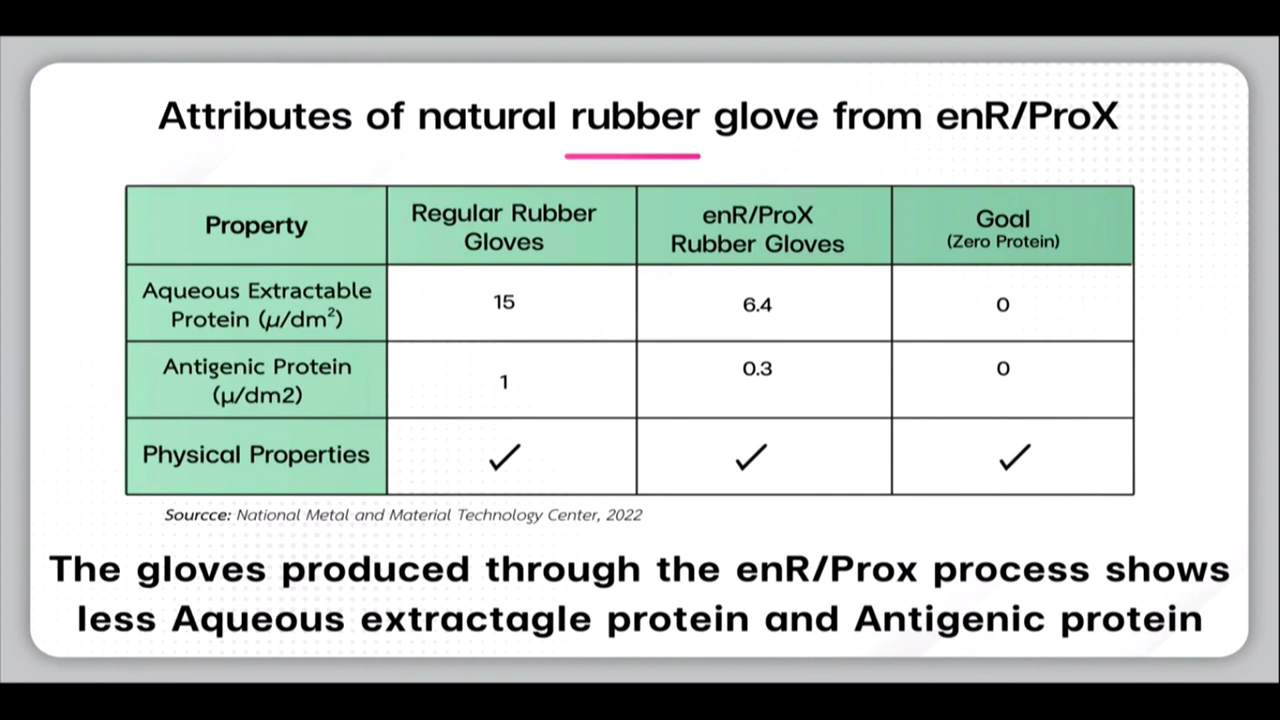 Attributes of natural rubber glove from enR/ProX
Property
Regular Rubber
Gloves
enR/ProX
Rubber Gloves
Goal
(Zero Protein)
Aqueous Extractable
Protein (μ/dm²)
15
6.4
0
Antigenic Protein
(μ/dm2)
1
0.3
0
Physical Properties
✓
✓
✓
Sourcce: National Metal and Material Technology Center, 2022
The gloves produced through the enR/Prox process shows
less Aqueous extractagle protein and Antigenic protein